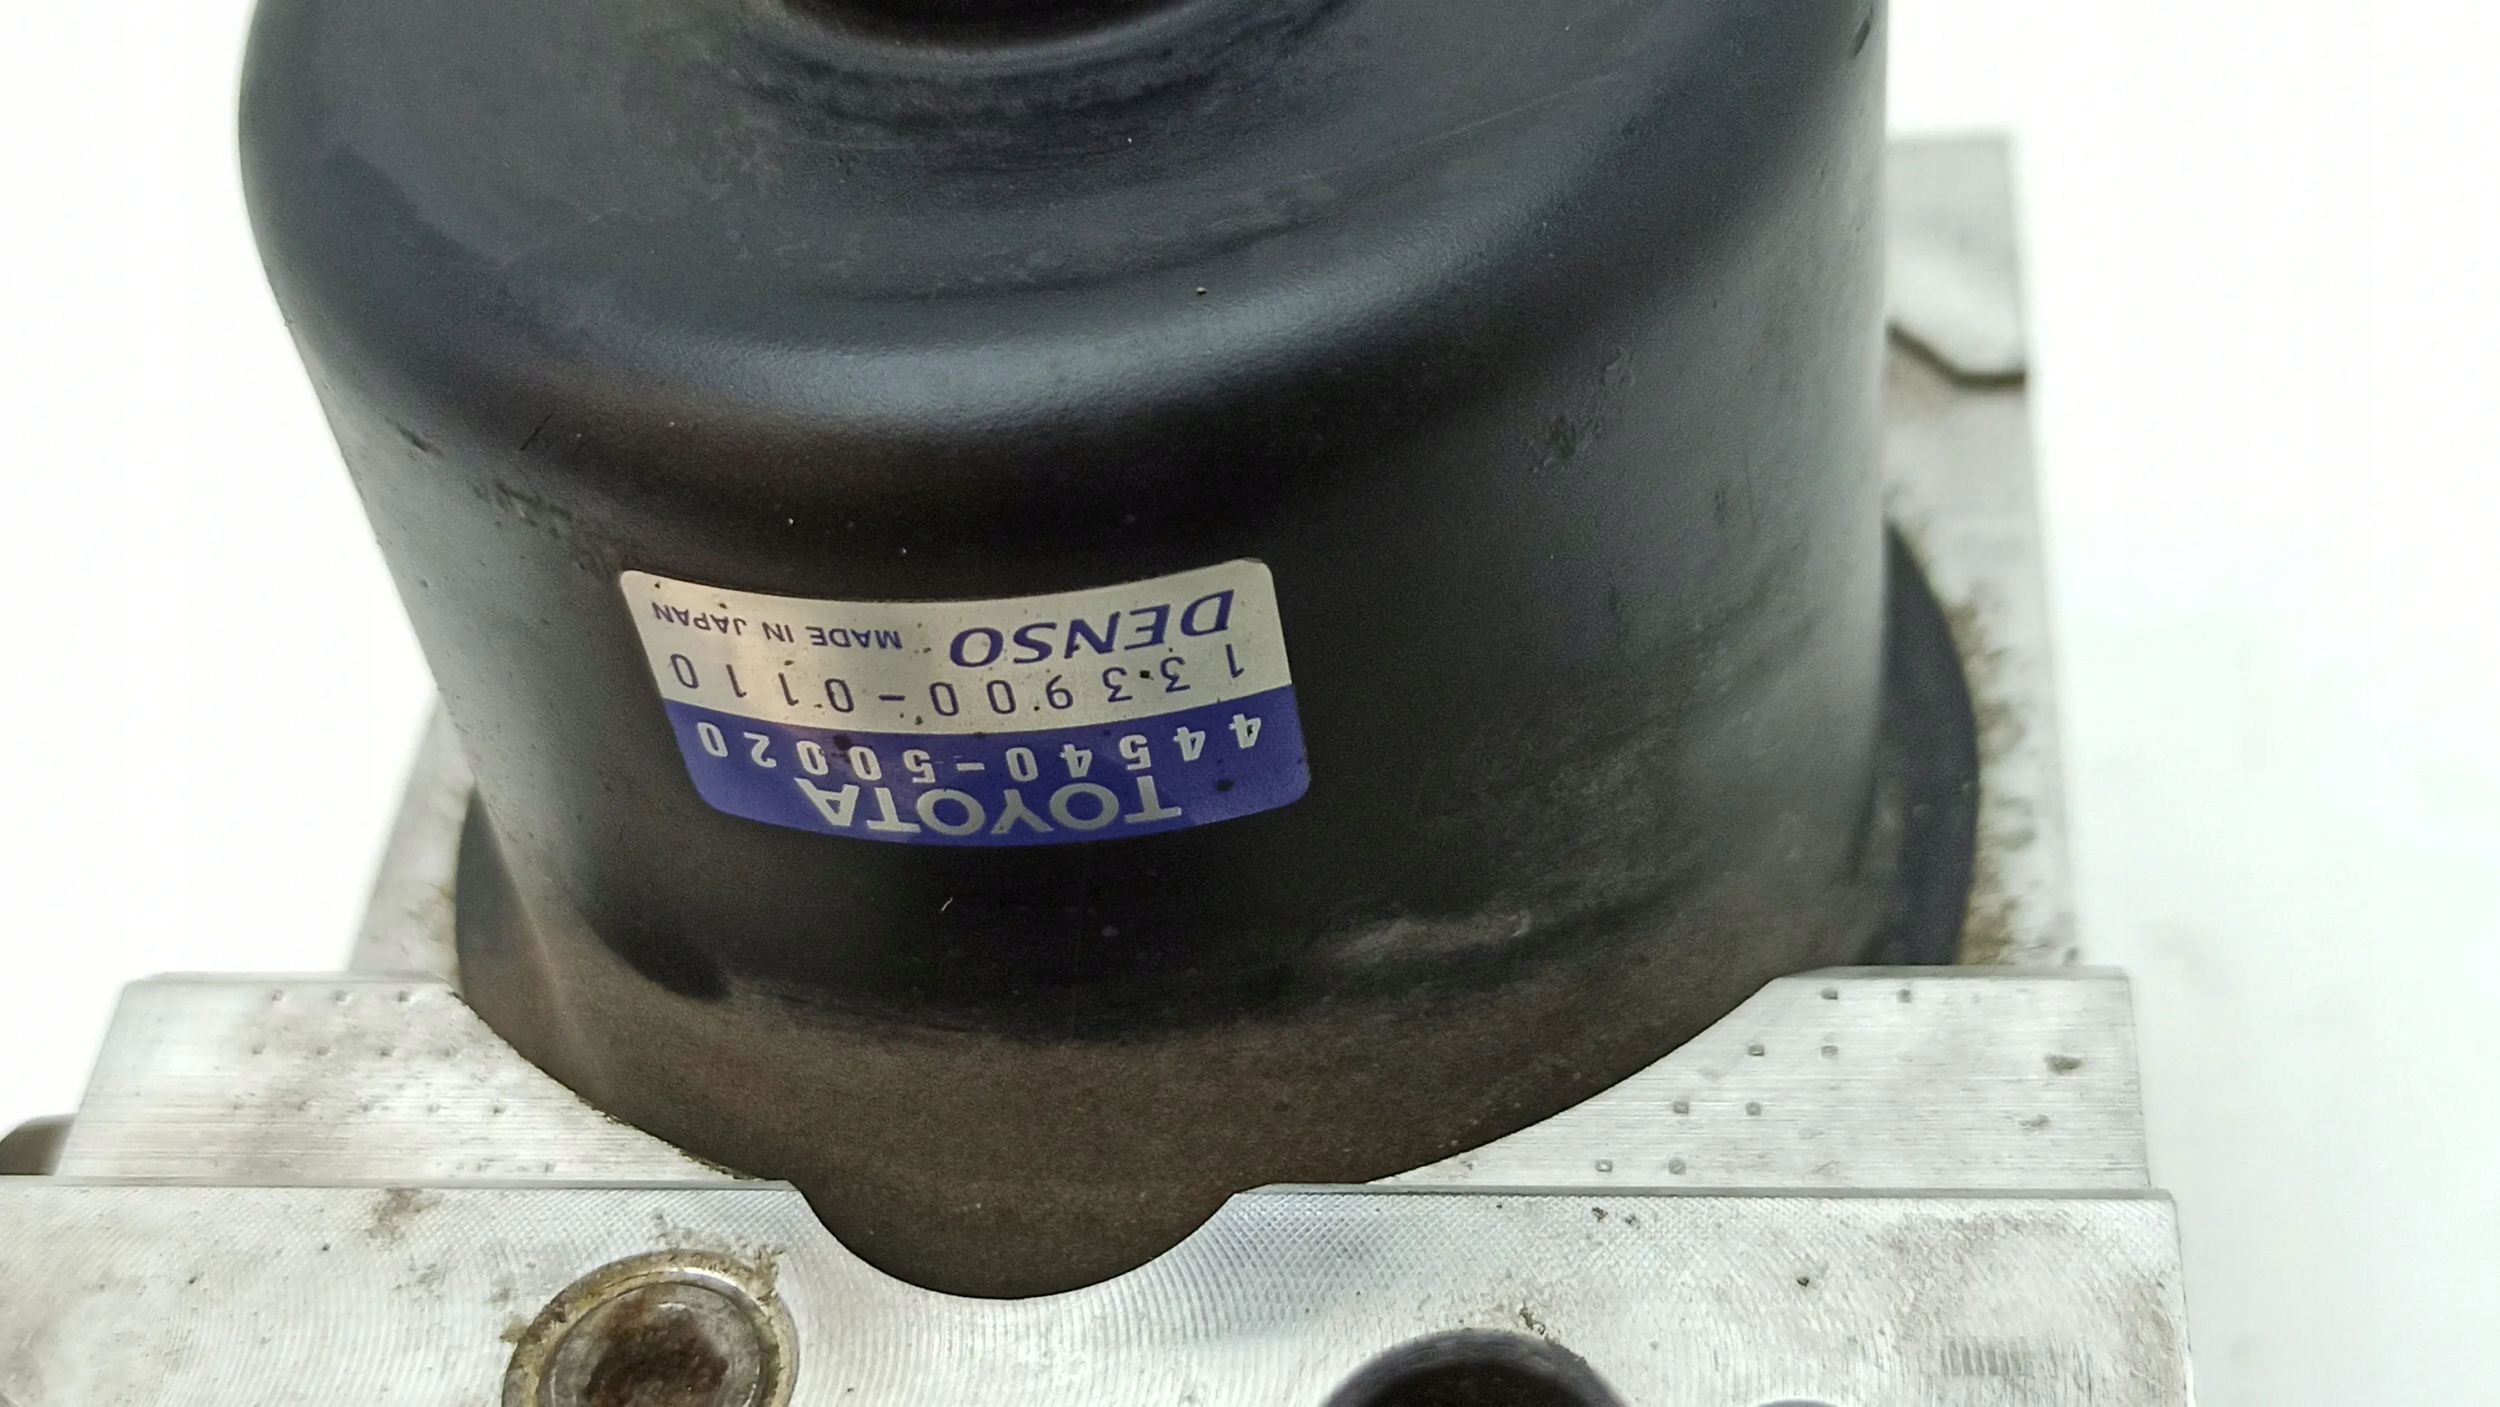 TOYOTA
44540-50020
133900-0110
DENSO MADE IN JAPAN